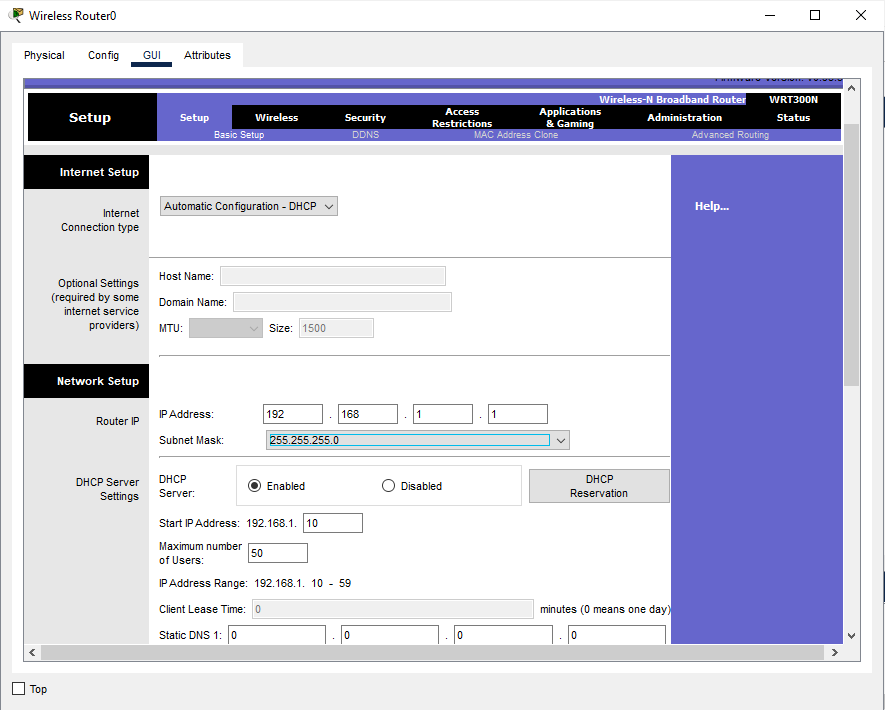 Wireless Router0
Physical Config GUI Attributes
Wireless-N Broadband Router WRT300N
Setup
Setup Wireless Security Access Restrictions Applications & Gaming Administration Status
Basic Setup DDNS MAC Address Clone Advanced Routing
Internet Setup
Internet Connection type
Automatic Configuration - DHCP
Help...
Optional Settings (required by some internet service providers)
Host Name:
Domain Name:
MTU: Size: 1500
Network Setup
Router IP
IP Address: 192 . 168 . 1 . 1
Subnet Mask: 255.255.255.0
DHCP Server Settings
DHCP Server: Enabled Disabled DHCP Reservation
Start IP Address: 192.168.1. 10
Maximum number of Users: 50
IP Address Range: 192.168.1. 10 - 59
Client Lease Time: 0 minutes (0 means one day)
Static DNS 1: 0 . 0 . 0 . 0
Top